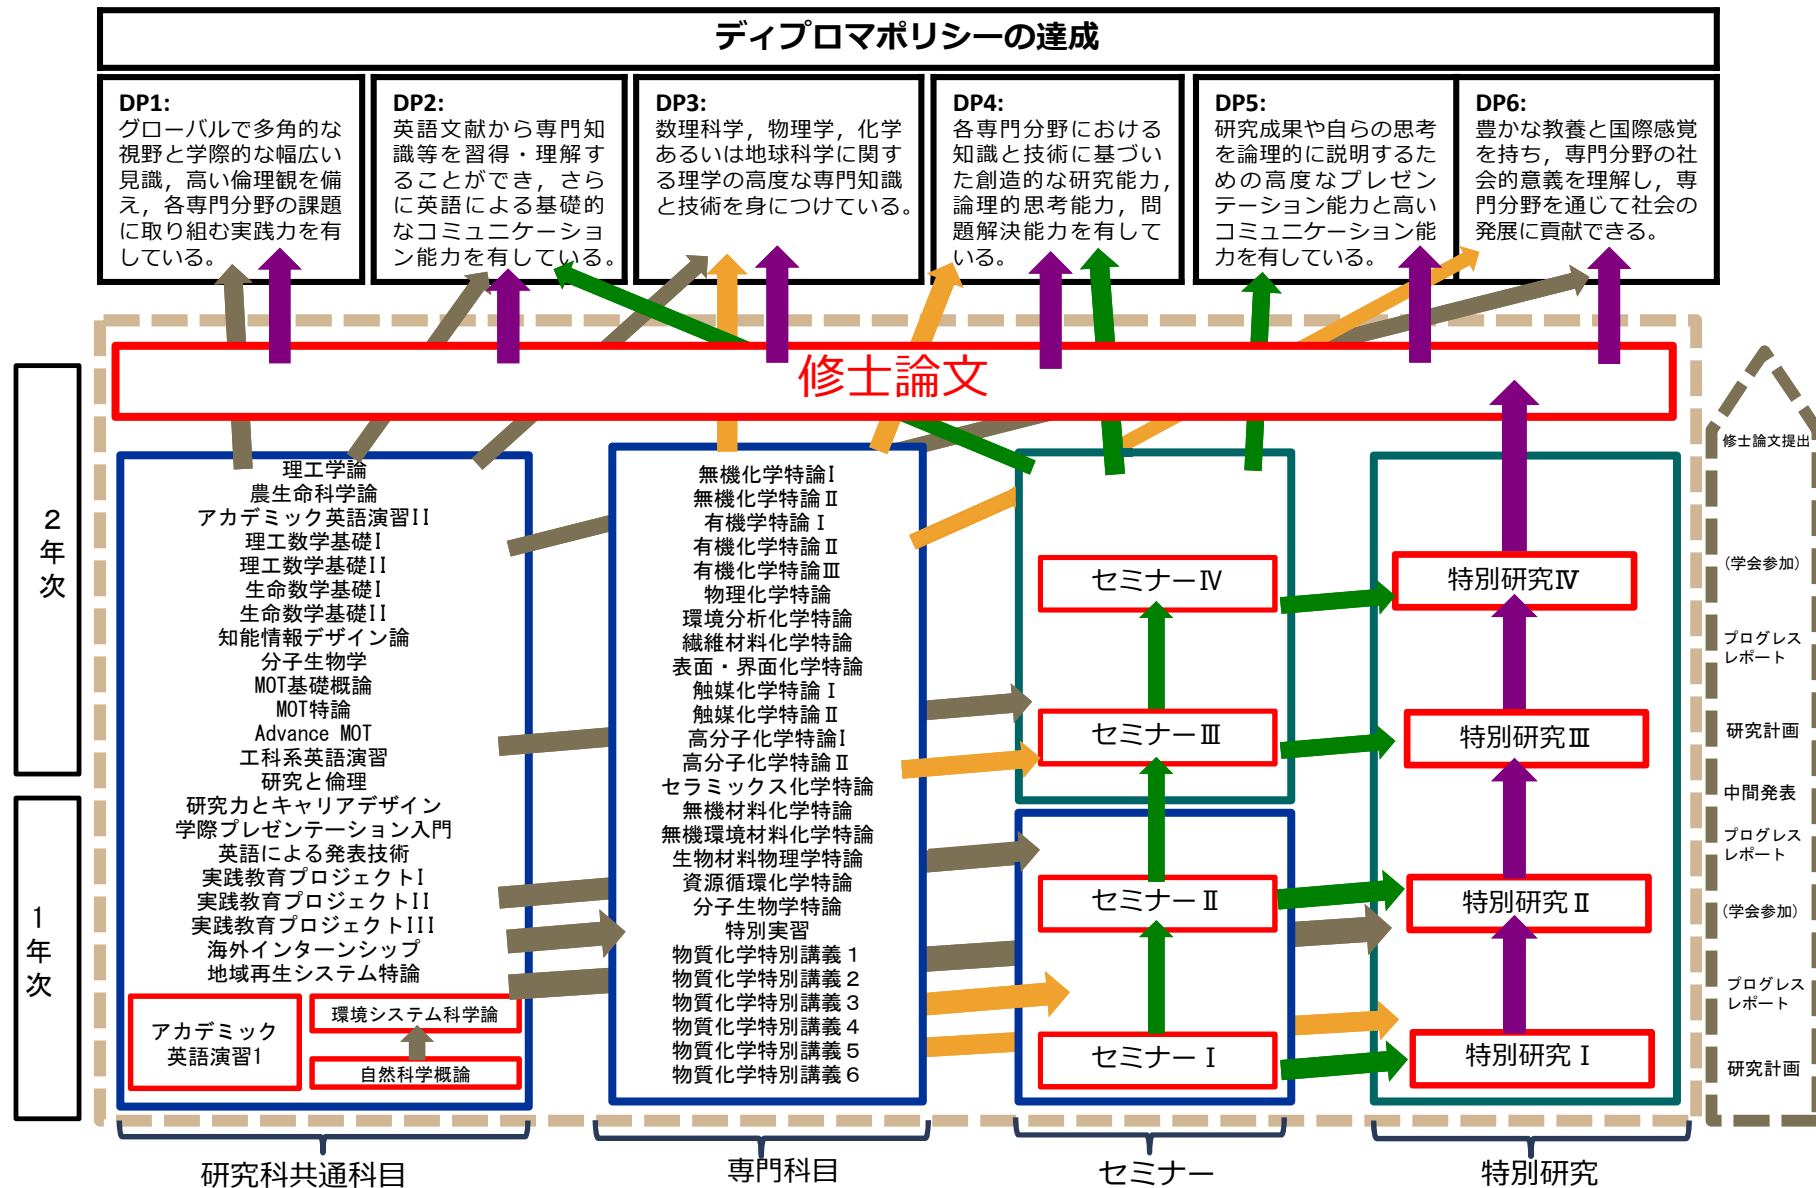 ディプロマポリシーの達成
DP1:
グローバルで多角的な
視野と学際的な幅広い
見識，高い倫理観を備
え，各専門分野の課題
に取り組む実践力を有
している。
DP2:
英語文献から専門知
識等を習得・理解す
ることができ，さら
に英語による基礎的
なコミュニケーショ
ン能力を有している。
DP3:
数理科学，物理学，化学
あるいは地球科学に関す
る理学の高度な専門知識
と技術を身につけている。
DP4:
各専門分野における
知識と技術に基づい
た創造的な研究能力，
論理的思考能力，問
題解決能力を有して
いる。
DP5:
研究成果や自らの思考
を論理的に説明するた
めの高度なプレゼン
テーション能力と高い
コミュニケーション能
力を有している。
DP6:
豊かな教養と国際感覚
を持ち，専門分野の社
会的意義を理解し，専
門分野を通じて社会の
発展に貢献できる。
修士論文
2年次
1年次
理工学論
農生命科学論
アカデミック英語演習II
理工数学基礎I
理工数学基礎II
生命数学基礎I
生命数学基礎II
知能情報デザイン論
分子生物学
MOT基礎概論
MOT特論
Advance MOT
工科系英語演習
研究と倫理
研究力とキャリアデザイン
学際プレゼンテーション入門
英語による発表技術
実践教育プロジェクトI
実践教育プロジェクトII
実践教育プロジェクトIII
海外インターンシップ
地域再生システム特論
アカデミック
英語演習1
環境システム科学論
自然科学概論
無機化学特論I
無機化学特論Ⅱ
有機学特論Ⅰ
有機化学特論Ⅱ
有機化学特論Ⅲ
物理化学特論
環境分析化学特論
繊維材料化学特論
表面・界面化学特論
触媒化学特論Ⅰ
触媒化学特論Ⅱ
高分子化学特論I
高分子化学特論Ⅱ
セラミックス化学特論
無機材料化学特論
無機環境材料化学特論
生物材料物理学特論
資源循環化学特論
分子生物学特論
特別実習
物質化学特別講義１
物質化学特別講義２
物質化学特別講義３
物質化学特別講義４
物質化学特別講義５
物質化学特別講義６
セミナーⅣ
セミナーⅢ
セミナーⅡ
セミナーⅠ
特別研究Ⅳ
特別研究Ⅲ
特別研究Ⅱ
特別研究Ⅰ
修士論文提出
(学会参加)
プログレス
レポート
研究計画
中間発表
プログレス
レポート
(学会参加)
プログレス
レポート
研究計画
研究科共通科目
専門科目
セミナー
特別研究